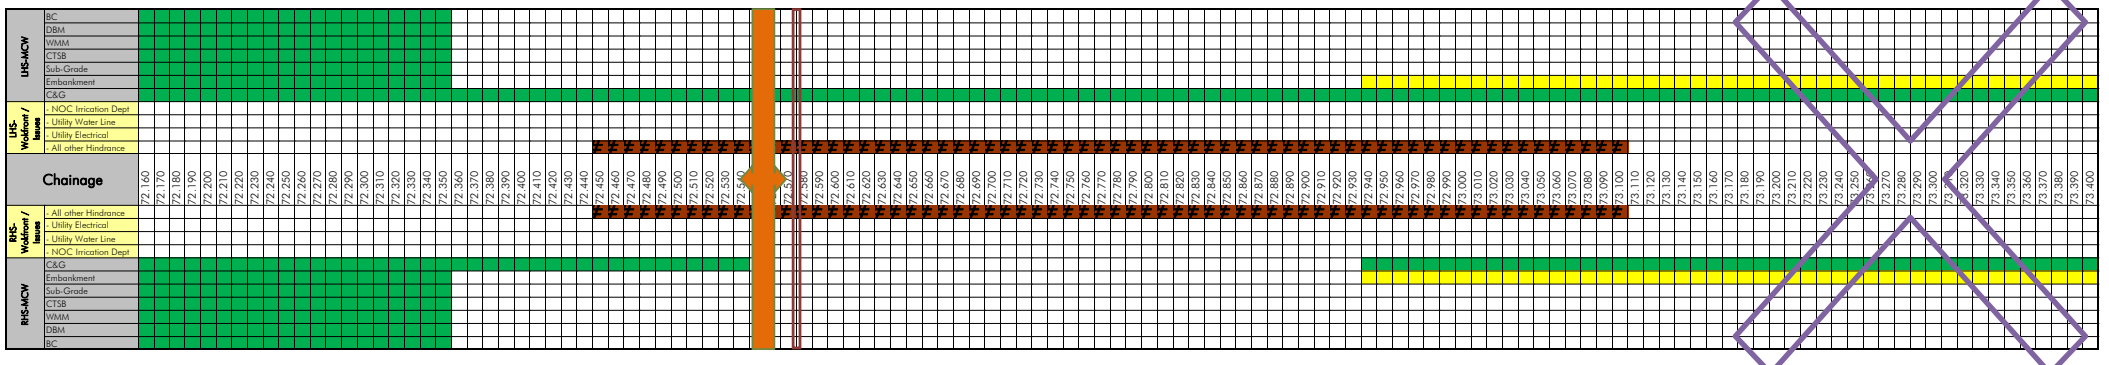 LHS-MCW
BC
DBM
WMM
CTSB
Sub-Grade
Embankment
C&G
LHS-
Wokfront /
Issues
- NOC Irrication Dept
- Utility Water Line
- Utility Electrical
- All other Hindrance
# # # # # # # # # # # # # # # # # # # # # # # # # # # # # # # # # # # # # # # # # # # # # # # # # # # # # # # # # # # # # # # #
Chainage
72.160 72.170 72.180 72.190 72.200 72.210 72.220 72.230 72.240 72.250 72.260 72.270 72.280 72.290 72.300 72.310 72.320 72.330 72.340 72.350 72.360 72.370 72.380 72.390 72.400 72.410 72.420 72.430 72.440 72.450 72.460 72.470 72.480 72.490 72.500 72.510 72.520 72.530 72.540 72.570 72.580 72.590 72.600 72.610 72.620 72.630 72.640 72.650 72.660 72.670 72.680 72.690 72.700 72.710 72.720 72.730 72.740 72.750 72.760 72.770 72.780 72.790 72.800 72.810 72.820 72.830 72.840 72.850 72.860 72.870 72.880 72.890 72.900 72.910 72.920 72.930 72.940 72.950 72.960 72.970 72.980 72.990 73.000 73.010 73.020 73.030 73.040 73.050 73.060 73.070 73.080 73.090 73.100 73.110 73.120 73.130 73.140 73.150 73.160 73.170 73.180 73.190 73.200 73.210 73.220 73.230 73.240 73.250 73.260 73.270 73.280 73.290 73.300 73.310 73.320 73.330 73.340 73.350 73.360 73.370 73.380 73.390 73.400
RHS-
Wokfront /
Issues
- All other Hindrance
# # # # # # # # # # # # # # # # # # # # # # # # # # # # # # # # # # # # # # # # # # # # # # # # # # # # # # # # # # # # # # # #
- Utility Electrical
- Utility Water Line
- NOC Irrication Dept
RHS-MCW
C&G
Embankment
Sub-Grade
CTSB
WMM
DBM
BC